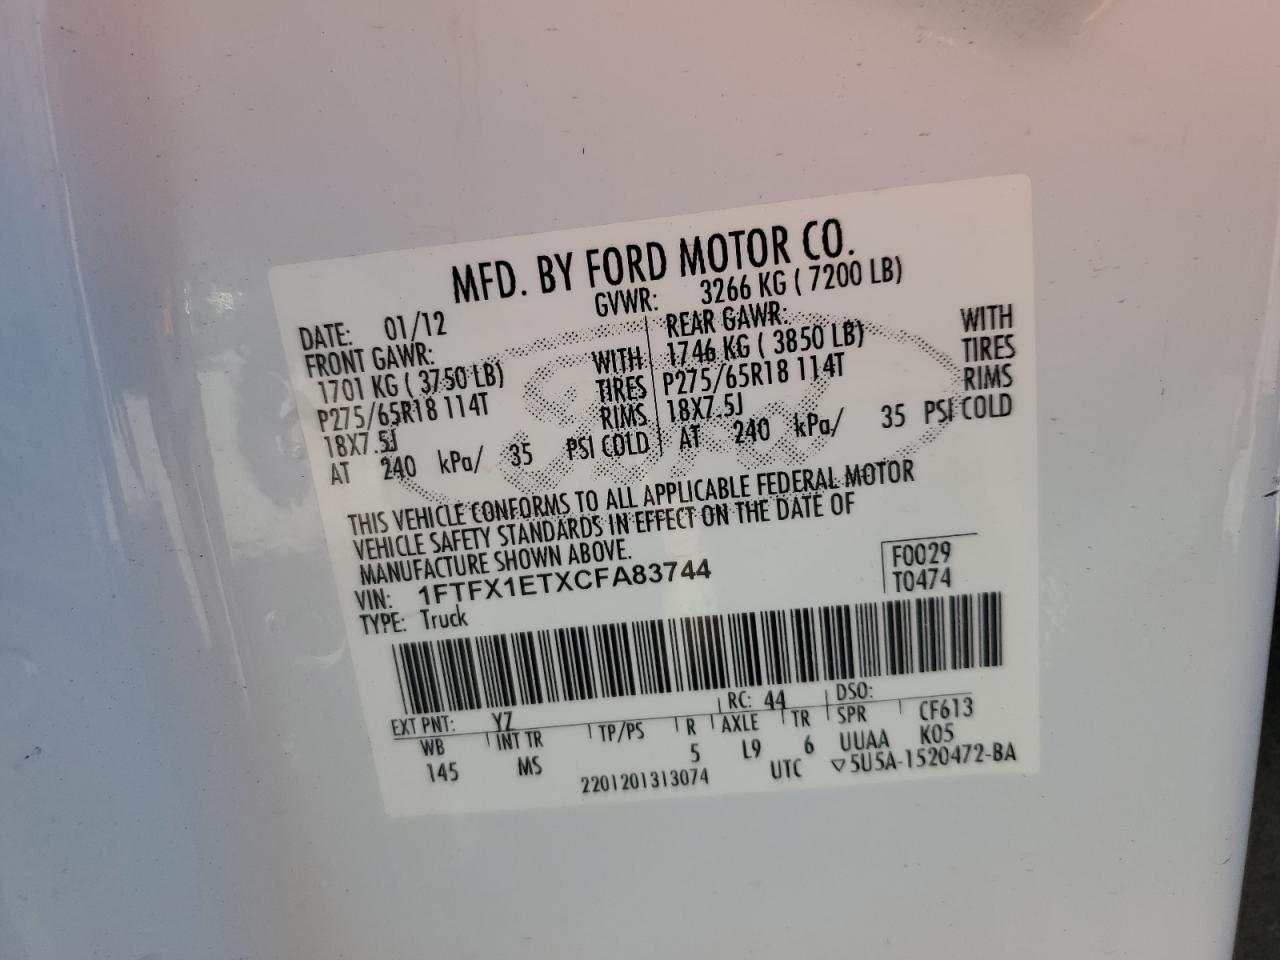 MFD. BY FORD MOTOR CO.
DATE: 01/12 GVWR: 3266 KG ( 7200 LB)
FRONT GAWR: REAR GAWR:
1701 KG ( 3750 LB) WITH 1746 KG ( 3850 LB) WITH
P275/65R18 114T TIRES P275/65R18 114T TIRES
18X7.5J RIMS 18X7.5J RIMS
AT 240 kPa/ 35 PSI COLD AT 240 kPa/ 35 PSI COLD
THIS VEHICLE CONFORMS TO ALL APPLICABLE FEDERAL MOTOR
VEHICLE SAFETY STANDARDS IN EFFECT ON THE DATE OF
MANUFACTURE SHOWN ABOVE.
VIN: 1FTFX1ETXCFA83744 F0029
TYPE: Truck T0474
EXT PNT: YZ RC: 44 DSO:
WB INT TR TP/PS R AXLE TR SPR CF613
145 MS 5 L9 6 UUAA K05
2201201313074 UTC ▽5U5A-1520472-BA